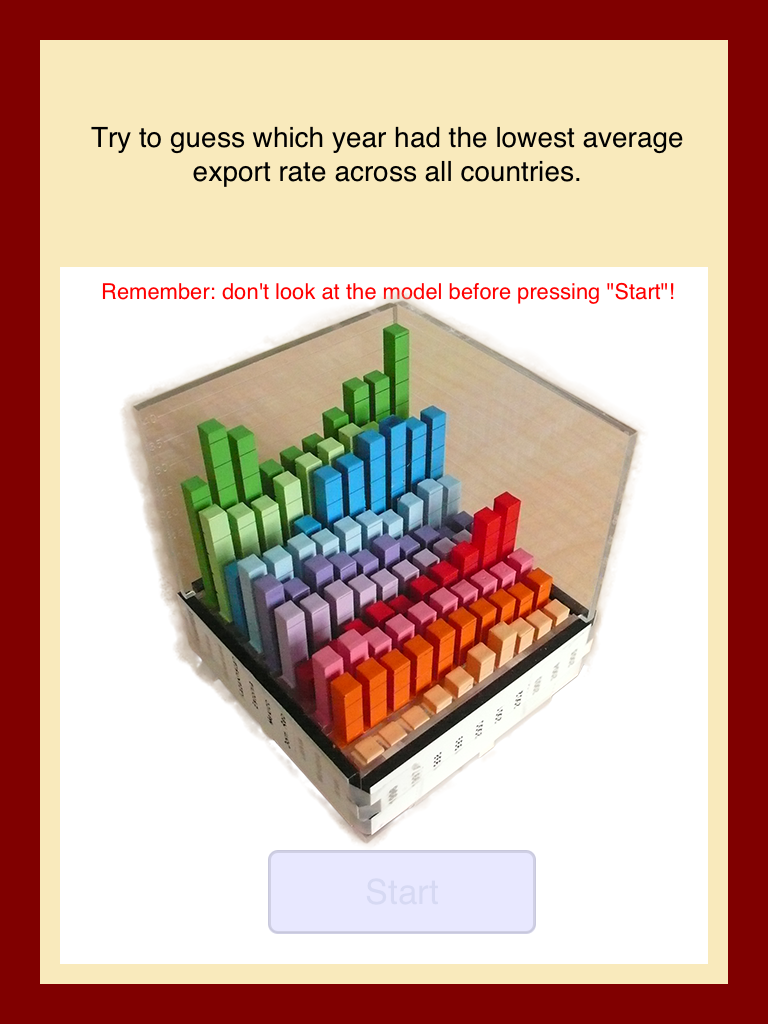 Try to guess which year had the lowest average
export rate across all countries.
Remember: don't look at the model before pressing "Start"!
Start